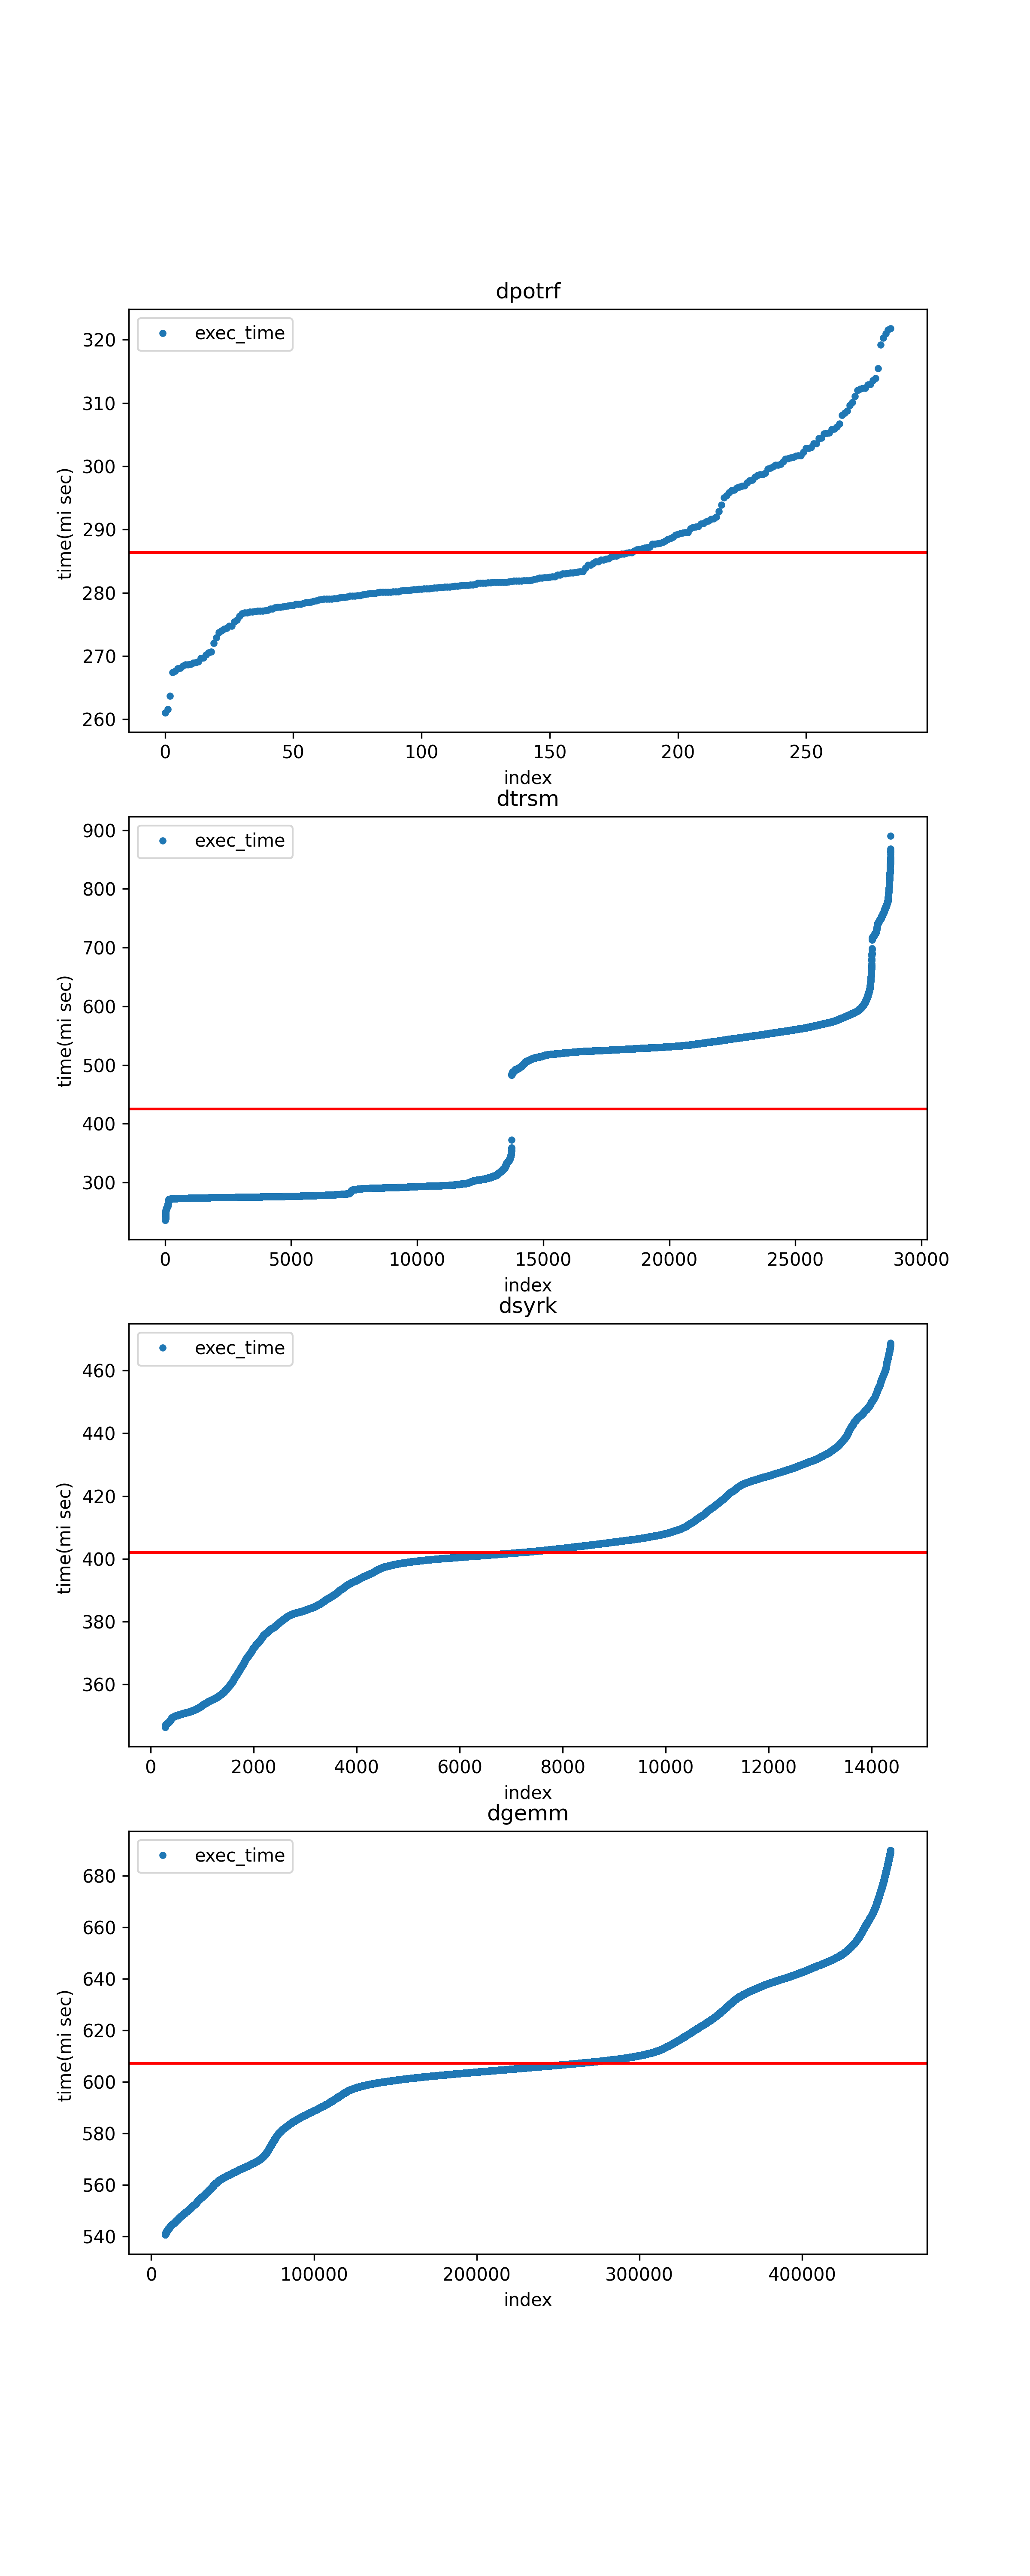 dpotrf
exec_time
320
310
300
290
280
270
260
time(mi sec)
0 50 100 150 200 250
index
dtrsm
exec_time
900
800
700
600
500
400
300
time(mi sec)
0 5000 10000 15000 20000 25000 30000
index
dsyrk
exec_time
460
440
420
400
380
360
time(mi sec)
0 2000 4000 6000 8000 10000 12000 14000
index
dgemm
exec_time
680
660
640
620
600
580
560
540
time(mi sec)
0 100000 200000 300000 400000
index